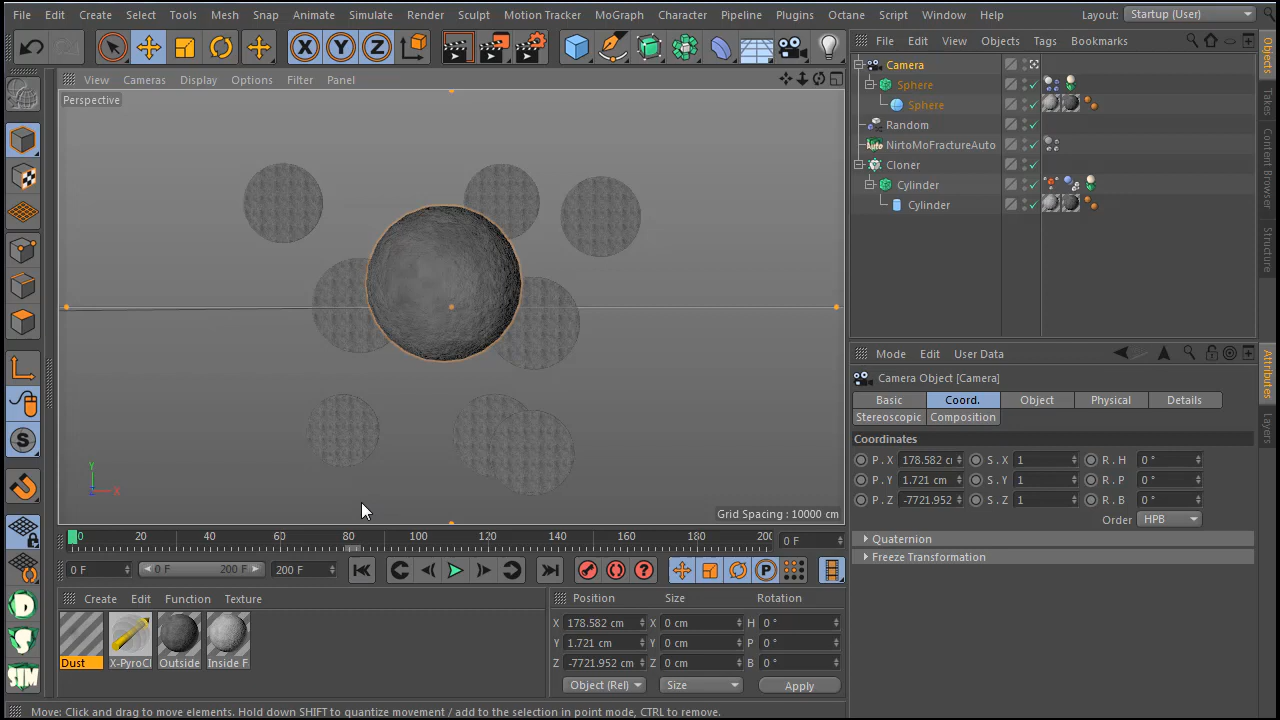 File Edit Create Select Tools Mesh Snap Animate Simulate Render Sculpt Motion Tracker MoGraph Character Pipeline Plugins Octane Script Window Help Layout: Startup (User)
X Y Z
File Edit View Objects Tags Bookmarks
View Cameras Display Options Filter Panel
Perspective
Camera
Sphere
Sphere
Random
NirtoMoFractureAuto
Cloner
Cylinder
Cylinder
Objects
Takes
Content Browser
Structure
Mode Edit User Data
Camera Object [Camera]
Basic Coord. Object Physical Details
Stereoscopic Composition
Coordinates
P . X 178.582 S . X 1 R . H 0 °
P . Y 1.721 cm S . Y 1 R . P 0 °
P . Z -7721.952 S . Z 1 R . B 0 °
Order HPB
Quaternion
Freeze Transformation
Attributes
Layers
Y
X
Grid Spacing : 10000 cm
0 20 40 60 80 100 120 140 160 180 200 0 F
0 F 0 F 200 F 200 F
Create Edit Function Texture
Dust X-PyroCl Outside Inside F
Position Size Rotation
X 178.582 cm X 0 cm H 0 °
Y 1.721 cm Y 0 cm P 0 °
Z -7721.952 cm Z 0 cm B 0 °
Object (Rel) Size Apply
S
D
S
SIM
Move: Click and drag to move elements. Hold down SHIFT to quantize movement / add to the selection in point mode, CTRL to remove.